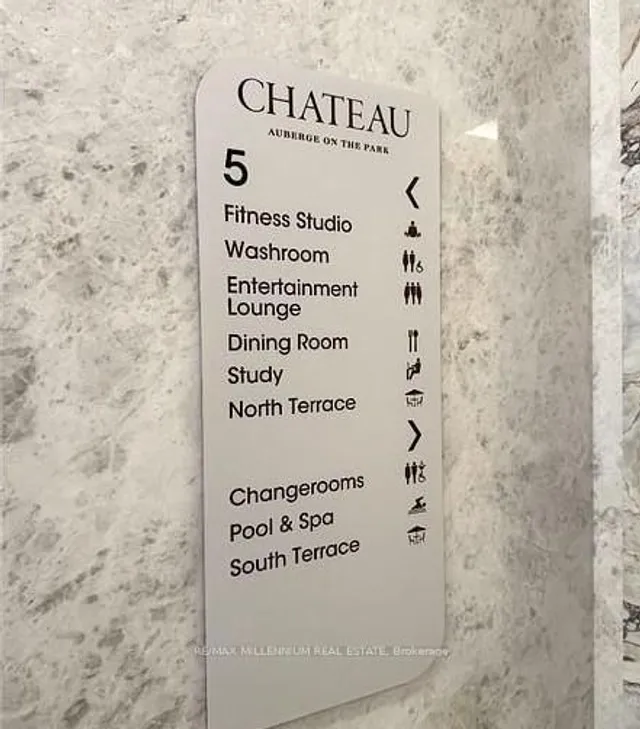 CHATEAU
AUBERGE ON THE PARK
5
Fitness Studio
Washroom
Entertainment
Lounge
Dining Room
Study
North Terrace
Changerooms
Pool & Spa
South Terrace
RE/MAX MILLENNIUM REAL ESTATE, Brokerage